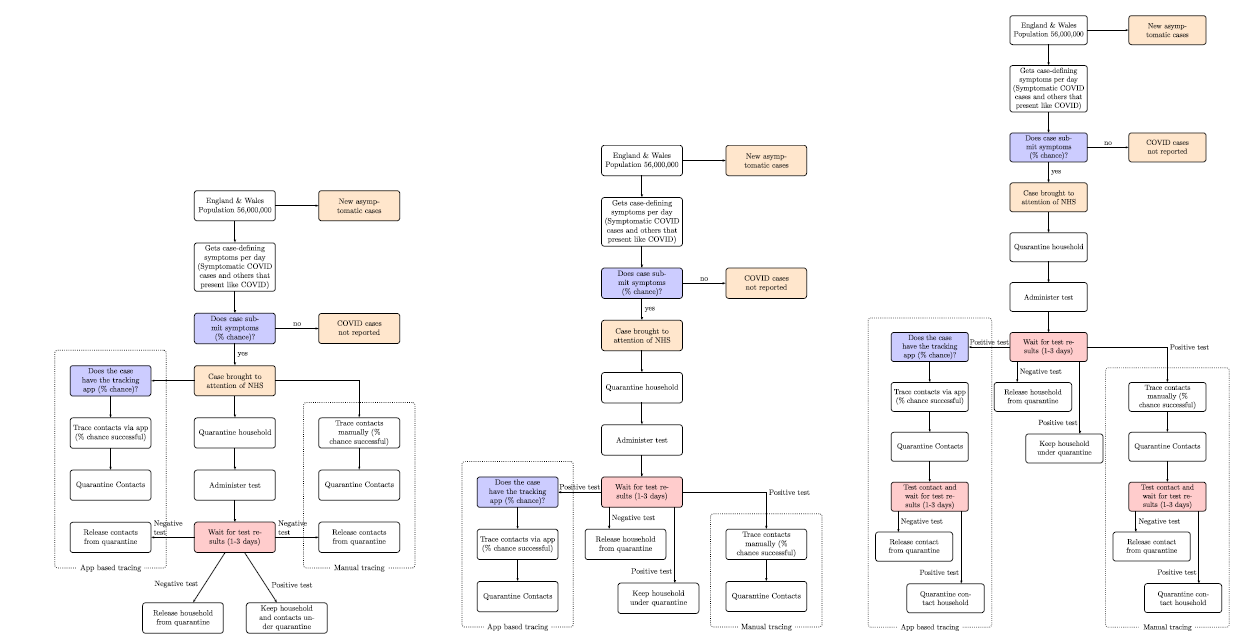 England & Wales
Population 56,000,000
New asymp-
tomatic cases
Gets case-defining
symptoms per day
(Symptomatic COVID
cases and others that
present like COVID)
Does case sub-
mit symptoms
(% chance)?
no
COVID cases
not reported
yes
Does the case
have the tracking
app (% chance)?
Case brought to
attention of NHS
Trace contacts via app
(% chance successful)
Quarantine household
Trace contacts
manually (%
chance successful)
Quarantine Contacts
Administer test
Quarantine Contacts
Release contacts
from quarantine
Negative
test
Wait for test re-
sults (1-3 days)
Negative
test
Release contacts
from quarantine
App based tracing
Manual tracing
Negative test
Positive test
Release household
from quarantine
Keep household
and contacts un-
der quarantine
England & Wales
Population 56,000,000
New asymp-
tomatic cases
Gets case-defining
symptoms per day
(Symptomatic COVID
cases and others that
present like COVID)
Does case sub-
mit symptoms
(% chance)?
no
COVID cases
not reported
yes
Case brought to
attention of NHS
Quarantine household
Administer test
Does the case
have the tracking
app (% chance)?
Positive test
Wait for test re-
sults (1-3 days)
Positive test
Negative test
Trace contacts via app
(% chance successful)
Release household
from quarantine
Trace contacts
manually (%
chance successful)
Positive test
Quarantine Contacts
Keep household
under quarantine
Quarantine Contacts
App based tracing
Manual tracing
England & Wales
Population 56,000,000
New asymp-
tomatic cases
Gets case-defining
symptoms per day
(Symptomatic COVID
cases and others that
present like COVID)
Does case sub-
mit symptoms
(% chance)?
no
COVID cases
not reported
yes
Case brought to
attention of NHS
Quarantine household
Administer test
Does the case
have the tracking
app (% chance)?
Positive test
Wait for test re-
sults (1-3 days)
Positive test
Negative test
Trace contacts via app
(% chance successful)
Release household
from quarantine
Trace contacts
manually (%
chance successful)
Positive test
Quarantine Contacts
Keep household
under quarantine
Quarantine Contacts
Test contact and
wait for test re-
sults (1-3 days)
Test contact and
wait for test re-
sults (1-3 days)
Negative test
Negative test
Release contact
from quarantine
Release contact
from quarantine
Positive test
Positive test
Quarantine con-
tact household
Quarantine con-
tact household
App based tracing
Manual tracing